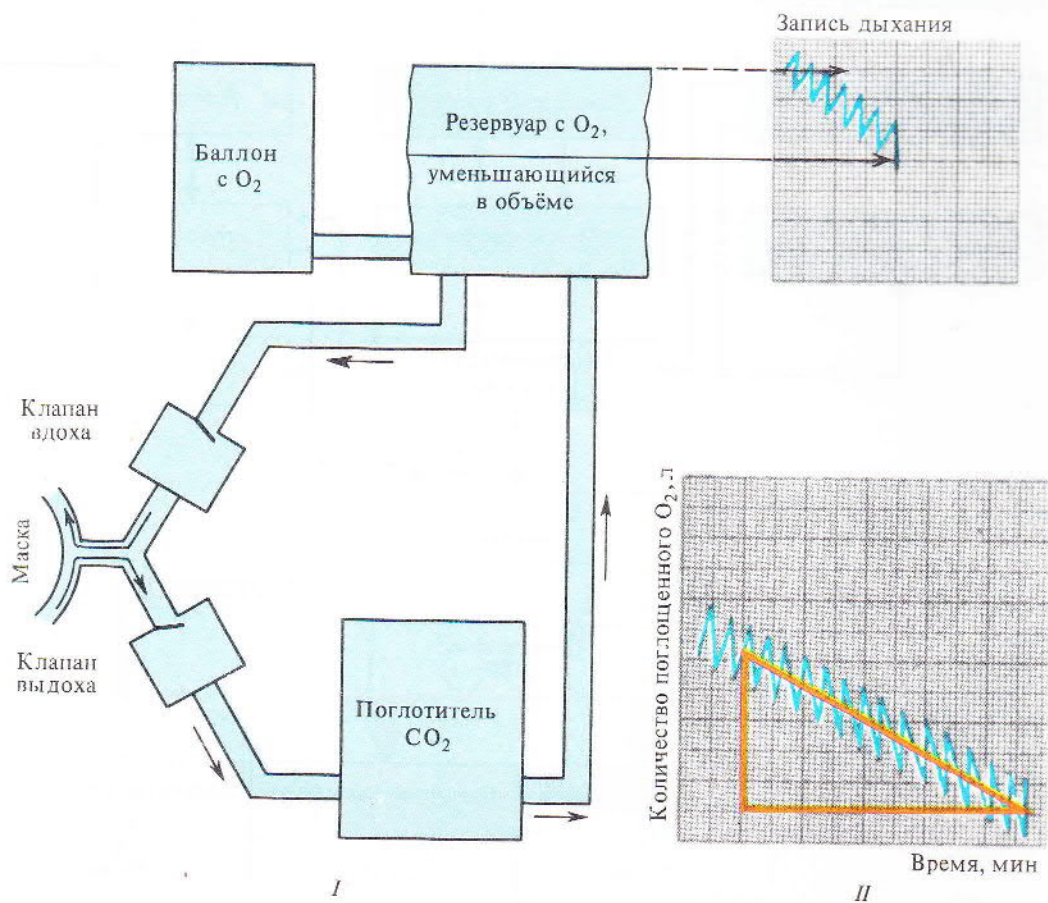 Запись дыхания
Баллон
с O₂
Резервуар с O₂,
уменьшающийся
в объёме
Клапан
вдоха
Маска
Клапан
выдоха
Поглотитель
CO₂
Количество поглощенного O₂, л
Время, мин
I
II